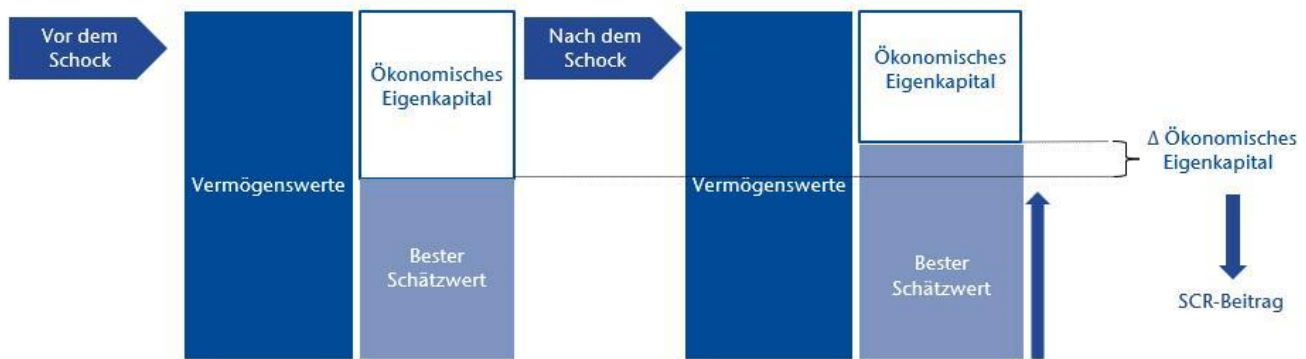 Vor dem
Schock
Vermögenswerte
Ökonomisches
Eigenkapital
Bester
Schätzwert
Nach dem
Schock
Vermögenswerte
Ökonomisches
Eigenkapital
Bester
Schätzwert
Δ Ökonomisches
Eigenkapital
SCR-Beitrag